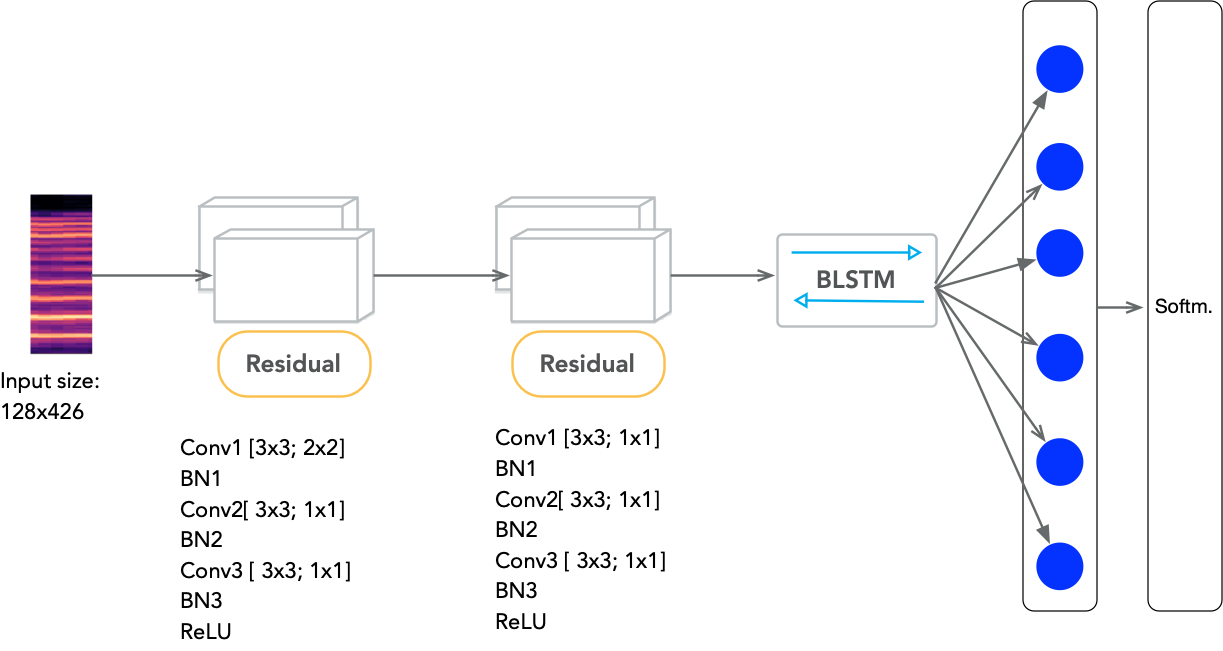 Input size:
128x426
Residual
Conv1 [3x3; 2x2]
BN1
Conv2[ 3x3; 1x1]
BN2
Conv3 [ 3x3; 1x1]
BN3
ReLU
Residual
Conv1 [3x3; 1x1]
BN1
Conv2[ 3x3; 1x1]
BN2
Conv3 [ 3x3; 1x1]
BN3
ReLU
BLSTM
Softm.